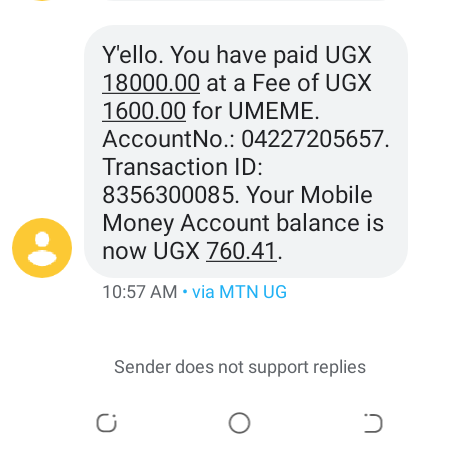 Y'ello. You have paid UGX
18000.00 at a Fee of UGX
1600.00 for UMEME.
AccountNo.: 04227205657.
Transaction ID:
8356300085. Your Mobile
Money Account balance is
now UGX 760.41.
10:57 AM • via MTN UG
Sender does not support replies